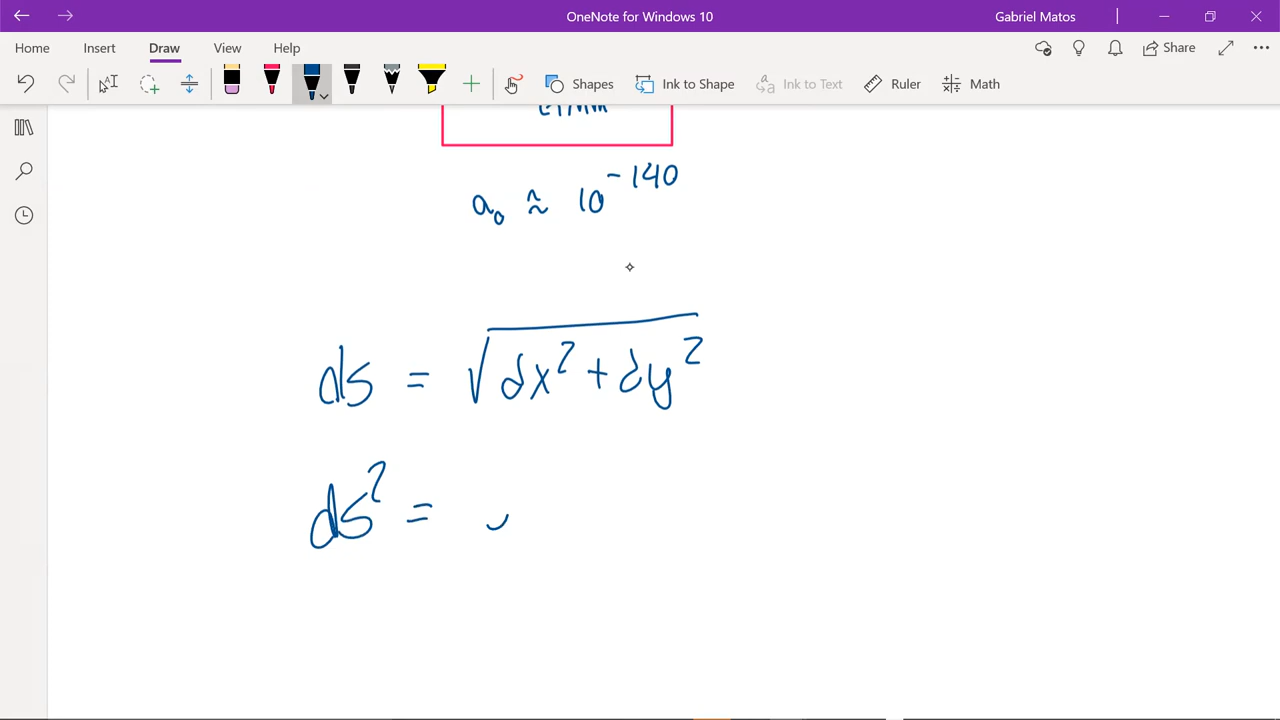 OneNote for Windows 10
Gabriel Matos
Home Insert Draw View Help
Share
Shapes
Ink to Shape
Ink to Text
Ruler
Math
a₀ ≈ 10⁻¹⁴⁰
ds = √(dx² + dy²)
ds² =